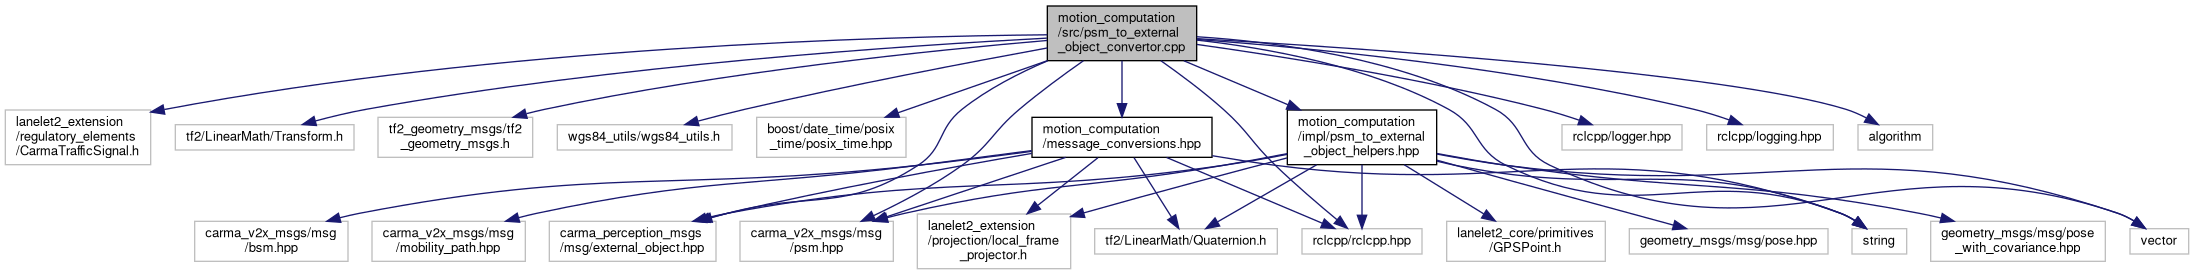 motion_computation
/src/psm_to_external
_object_convertor.cpp
lanelet2_extension
/regulatory_elements
/CarmaTrafficSignal.h
tf2/LinearMath/Transform.h
tf2_geometry_msgs/tf2
_geometry_msgs.h
wgs84_utils/wgs84_utils.h
boost/date_time/posix
_time/posix_time.hpp
motion_computation
/message_conversions.hpp
motion_computation
/impl/psm_to_external
_object_helpers.hpp
rclcpp/logger.hpp
rclcpp/logging.hpp
algorithm
carma_v2x_msgs/msg
/bsm.hpp
carma_v2x_msgs/msg
/mobility_path.hpp
carma_perception_msgs
/msg/external_object.hpp
carma_v2x_msgs/msg
/psm.hpp
lanelet2_extension
/projection/local_frame
_projector.h
tf2/LinearMath/Quaternion.h
rclcpp/rclcpp.hpp
lanelet2_core/primitives
/GPSPoint.h
geometry_msgs/msg/pose.hpp
string
geometry_msgs/msg/pose
_with_covariance.hpp
vector